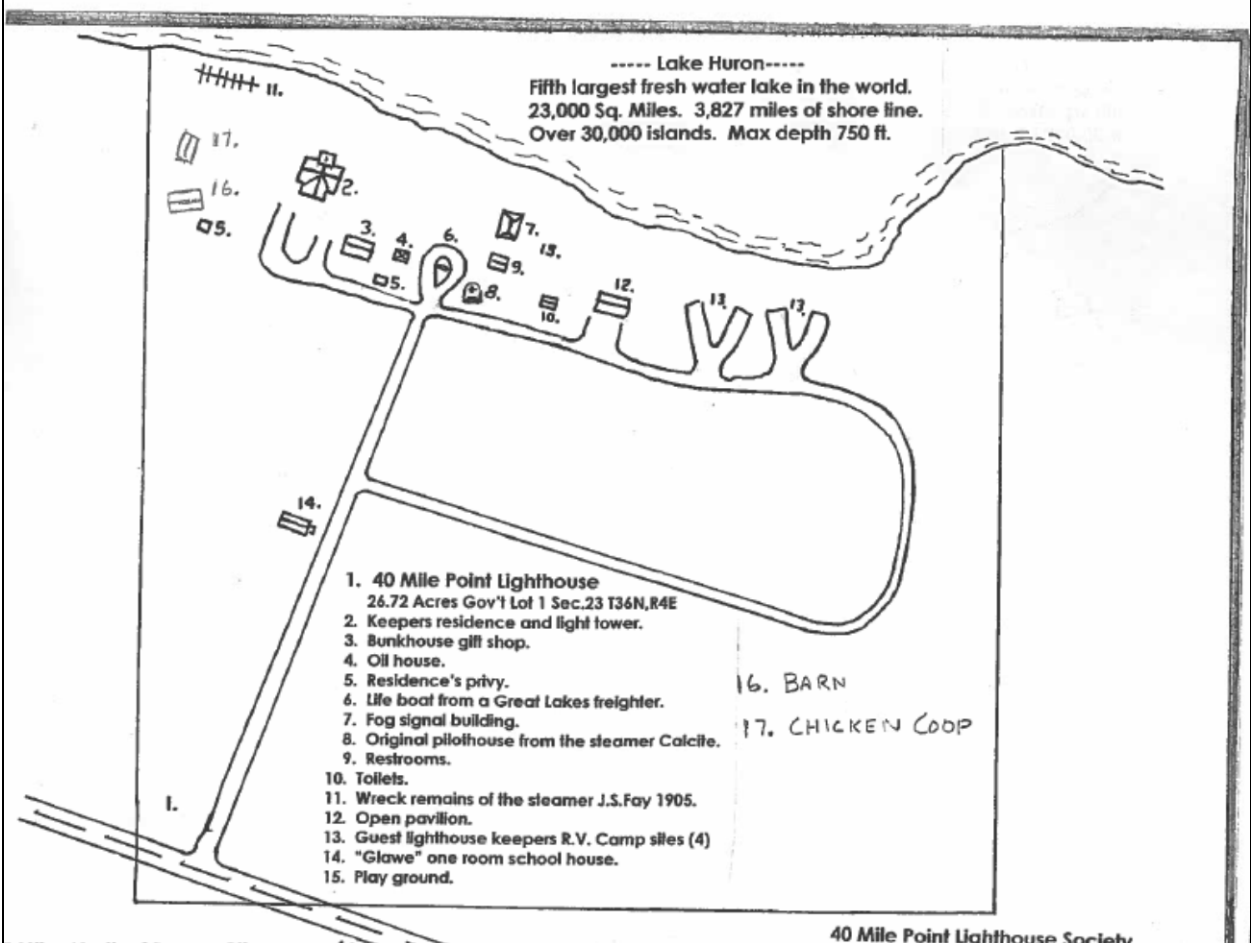 ----- Lake Huron-----
Fifth largest fresh water lake in the world.
23,000 Sq. Miles. 3,827 miles of shore line.
Over 30,000 islands. Max depth 750 ft.
11.
17.
16.
5.
2.
3.
4.
5.
6.
7.
15.
9.
8.
10.
12.
13.
13.
14.
1.
1. 40 Mile Point Lighthouse
26.72 Acres Gov't Lot 1 Sec.23 T36N,R4E
2. Keepers residence and light tower.
3. Bunkhouse gift shop.
4. Oil house.
5. Residence's privy.
6. Life boat from a Great Lakes freighter.
7. Fog signal building.
8. Original pilothouse from the steamer Calcite.
9. Restrooms.
10. Toilets.
11. Wreck remains of the steamer J.S.Fay 1905.
12. Open pavilion.
13. Guest lighthouse keepers R.V. Camp sites (4)
14. "Glawe" one room school house.
15. Play ground.
16. BARN
17. CHICKEN COOP
40 Mile Point Lighthouse Society